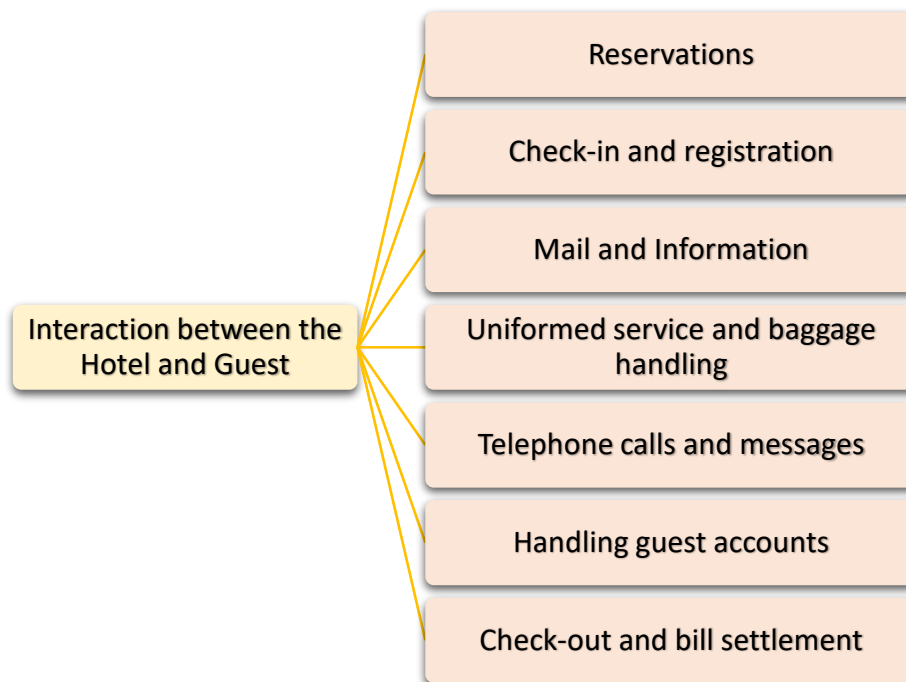 Interaction between the
Hotel and Guest
Reservations
Check-in and registration
Mail and Information
Uniformed service and baggage
handling
Telephone calls and messages
Handling guest accounts
Check-out and bill settlement